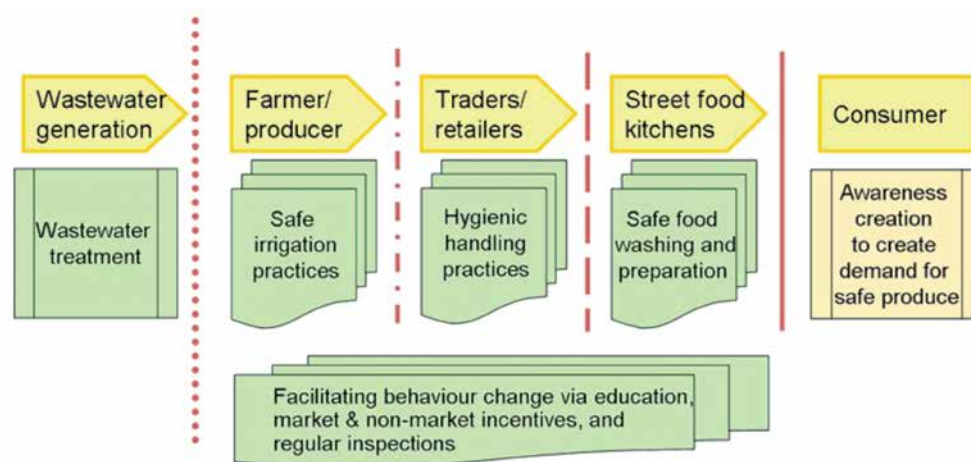 Wastewater
generation
Farmer/
producer
Traders/
retailers
Street food
kitchens
Consumer
Wastewater
treatment
Safe
irrigation
practices
Hygienic
handling
practices
Safe food
washing and
preparation
Awareness
creation
to create
demand for
safe produce
Facilitating behaviour change via education,
market & non-market incentives, and
regular inspections